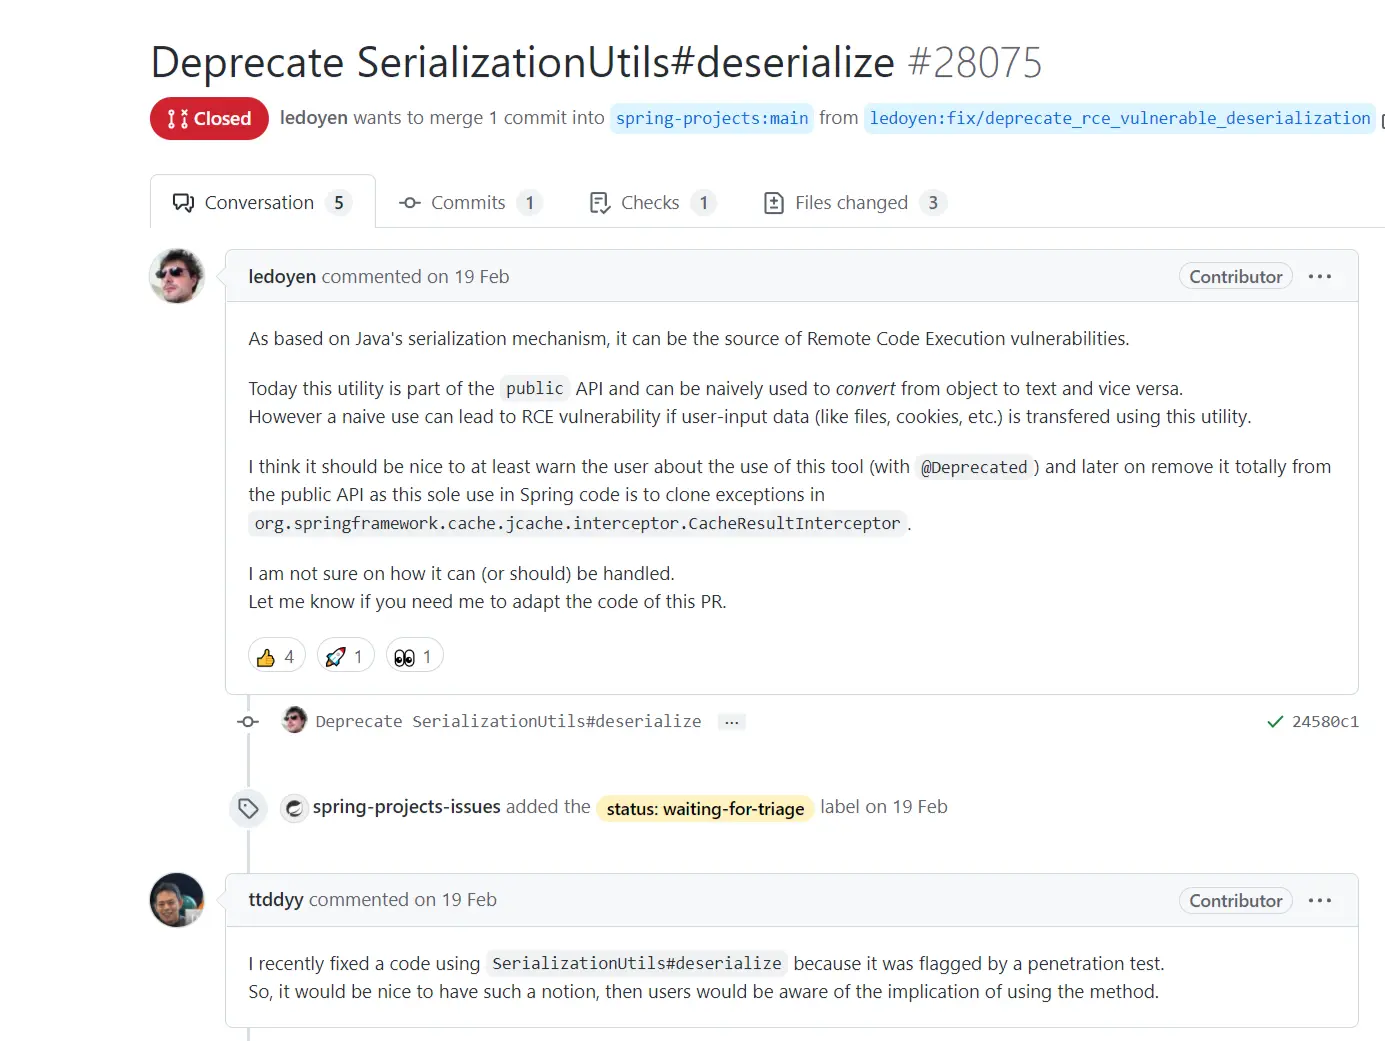 Deprecate SerializationUtils#deserialize #28075
Closed ledoyen wants to merge 1 commit into spring-projects:main from ledoyen:fix/deprecate_rce_vulnerable_deserialization
Conversation 5 Commits 1 Checks 1 Files changed 3
ledoyen commented on 19 Feb Contributor
As based on Java's serialization mechanism, it can be the source of Remote Code Execution vulnerabilities.
Today this utility is part of the public API and can be naively used to convert from object to text and vice versa.
However a naive use can lead to RCE vulnerability if user-input data (like files, cookies, etc.) is transfered using this utility.
I think it should be nice to at least warn the user about the use of this tool (with @Deprecated ) and later on remove it totally from
the public API as this sole use in Spring code is to clone exceptions in
org.springframework.cache.jcache.interceptor.CacheResultInterceptor .
I am not sure on how it can (or should) be handled.
Let me know if you need me to adapt the code of this PR.
👍 4 🚀 1 👀 1
Deprecate SerializationUtils#deserialize ... 24580c1
spring-projects-issues added the status: waiting-for-triage label on 19 Feb
ttddyy commented on 19 Feb Contributor
I recently fixed a code using SerializationUtils#deserialize because it was flagged by a penetration test.
So, it would be nice to have such a notion, then users would be aware of the implication of using the method.